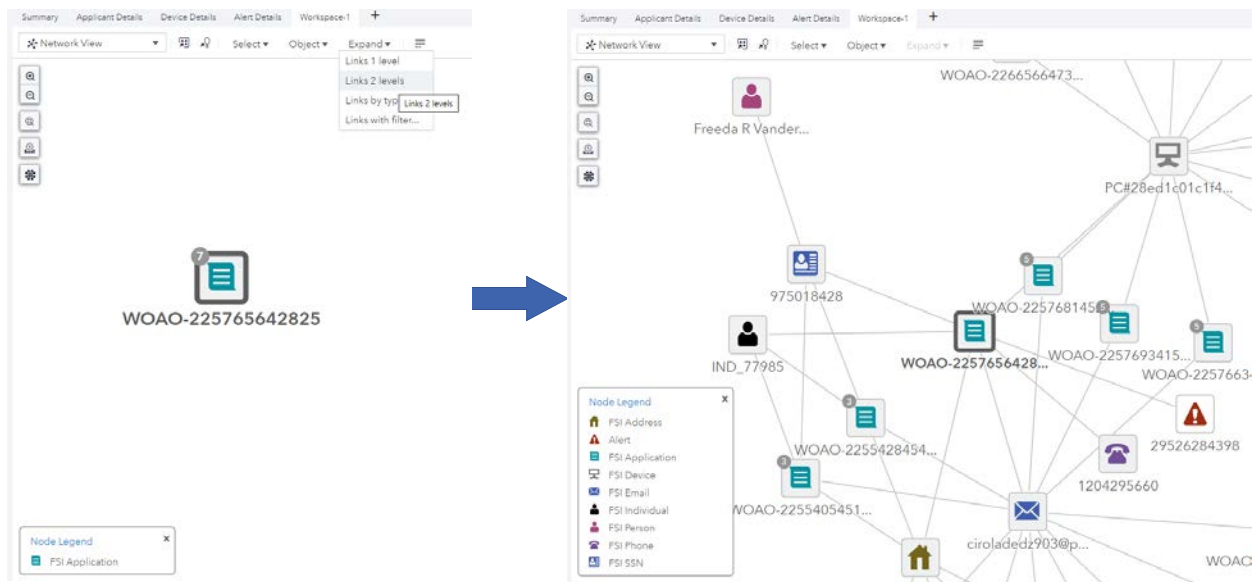 Summary Applicant Details Device Details Alert Details Workspace-1 +
Network View Select Object Expand
Links 1 level
Links 2 levels
Links by typ
Links 2 levels
Links with filter...
7
WOAO-225765642825
Node Legend x
FSI Application
Summary Applicant Details Device Details Alert Details Workspace-1 +
Network View Select Object Expand
WOAO-2266566473...
Freeda R Vander...
PC#28ed1c01c1f4...
975018428
5
WOAO-225768145
5
5
IND_77985
WOAO-2257656428...
WOAO-2257693415...
WOAO-2257663
3
WOAO-2255428454...
29526284398
3
1204295660
WOAO-2255405451...
ciroladedz903@p...
WOAO
Node Legend x
FSI Address
Alert
FSI Application
FSI Device
FSI Email
FSI Individual
FSI Person
FSI Phone
FSI SSN